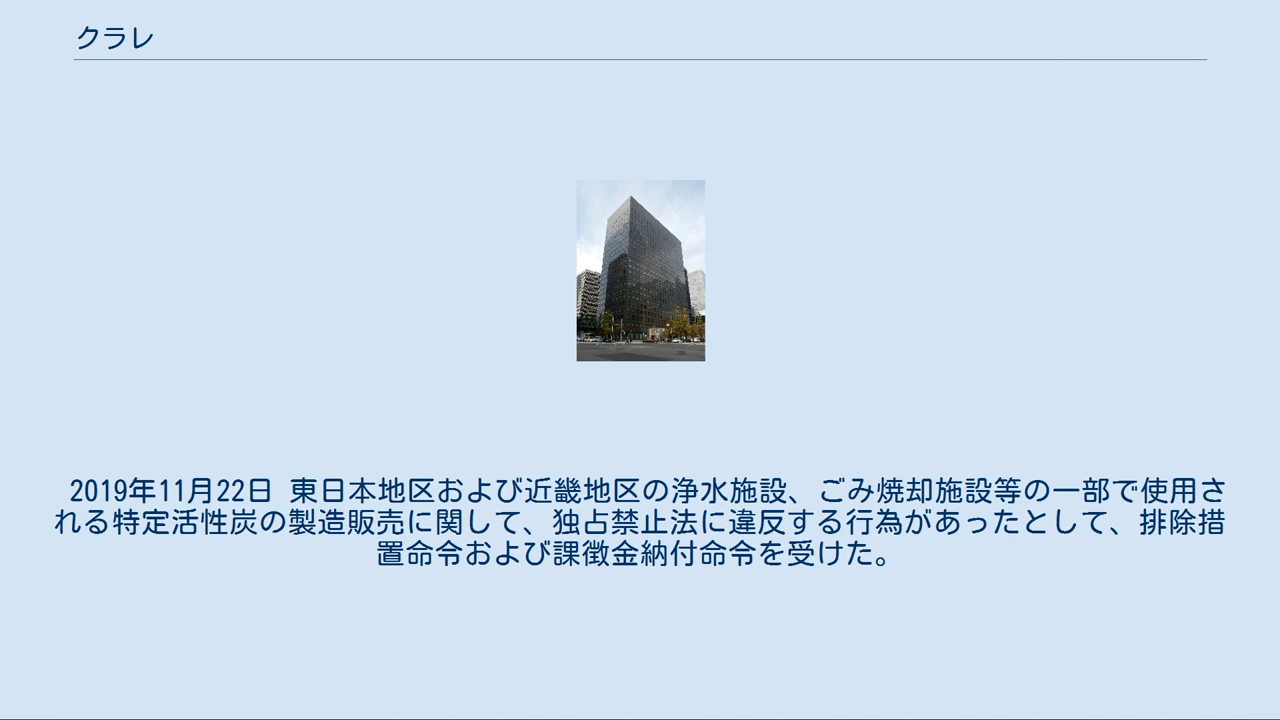 クラレ
2019年11月22日 東日本地区および近畿地区の浄水施設、ごみ焼却施設等の一部で使用さ
れる特定活性炭の製造販売に関して、独占禁止法に違反する行為があったとして、排除措
置命令および課徴金納付命令を受けた。